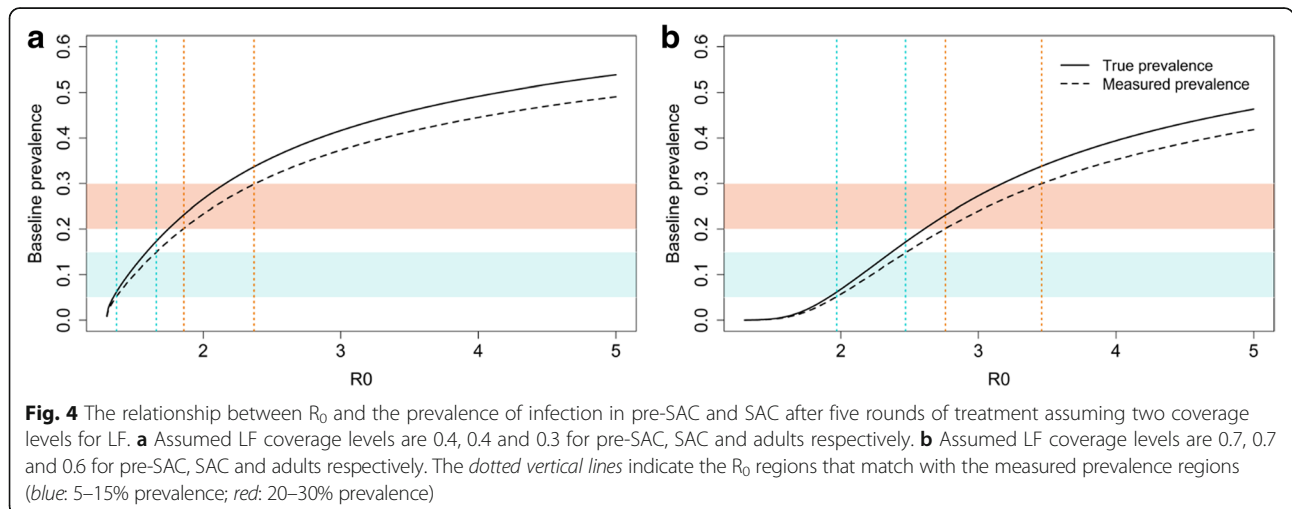 a
0.6
0.5
0.4
0.3
0.2
0.1
0.0
Baseline prevalence
2 3 4 5
R0
b
0.6
0.5
0.4
0.3
0.2
0.1
0.0
Baseline prevalence
True prevalence
Measured prevalence
2 3 4 5
R0
Fig. 4 The relationship between R0 and the prevalence of infection in pre-SAC and SAC after five rounds of treatment assuming two coverage
levels for LF. a Assumed LF coverage levels are 0.4, 0.4 and 0.3 for pre-SAC, SAC and adults respectively. b Assumed LF coverage levels are 0.7, 0.7
and 0.6 for pre-SAC, SAC and adults respectively. The dotted vertical lines indicate the R0 regions that match with the measured prevalence regions
(blue: 5–15% prevalence; red: 20–30% prevalence)